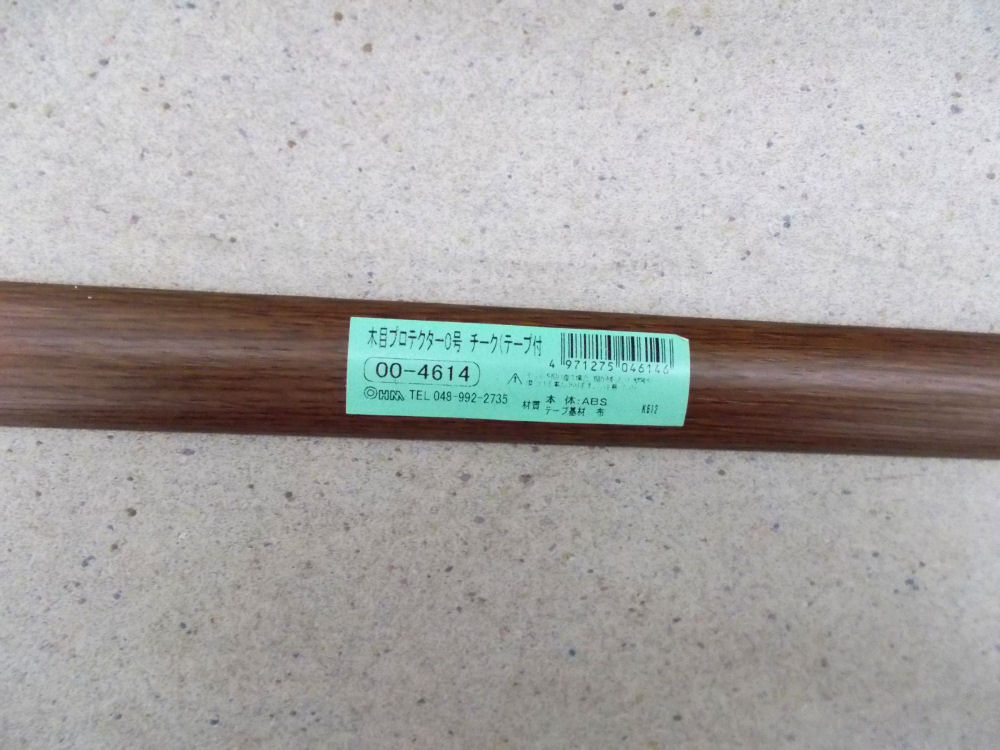 木目プロテクター0号 チーク(テープ付
4 971275 046146
00-4614
OHM TEL 048-992-2735
材質 本 体:ABS
テープ基材 布
K612